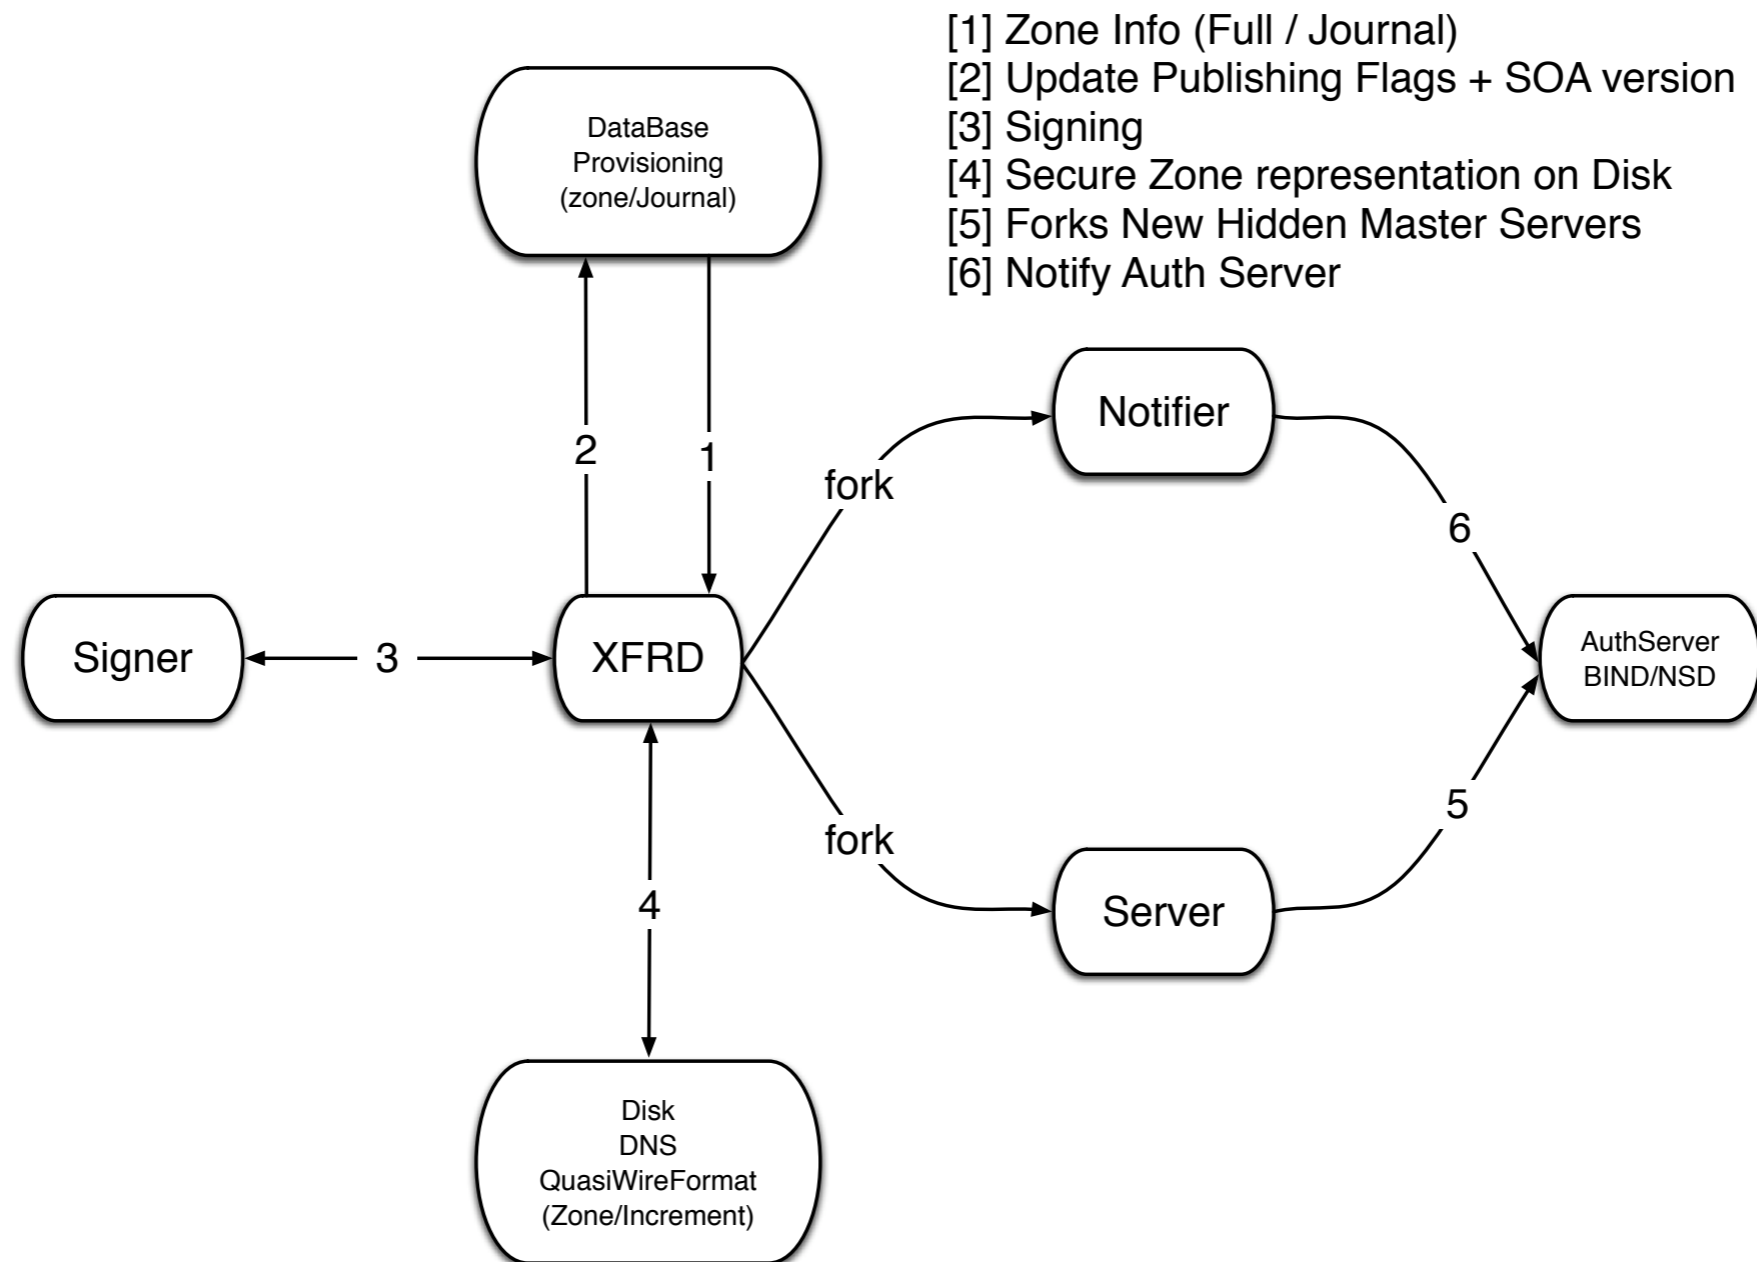 [1] Zone Info (Full / Journal)
[2] Update Publishing Flags + SOA version
[3] Signing
[4] Secure Zone representation on Disk
[5] Forks New Hidden Master Servers
[6] Notify Auth Server
DataBase
Provisioning
(zone/Journal)
2
1
Notifier
fork
6
Signer
3
XFRD
AuthServer
BIND/NSD
5
fork
4
Server
Disk
DNS
QuasiWireFormat
(Zone/Increment)